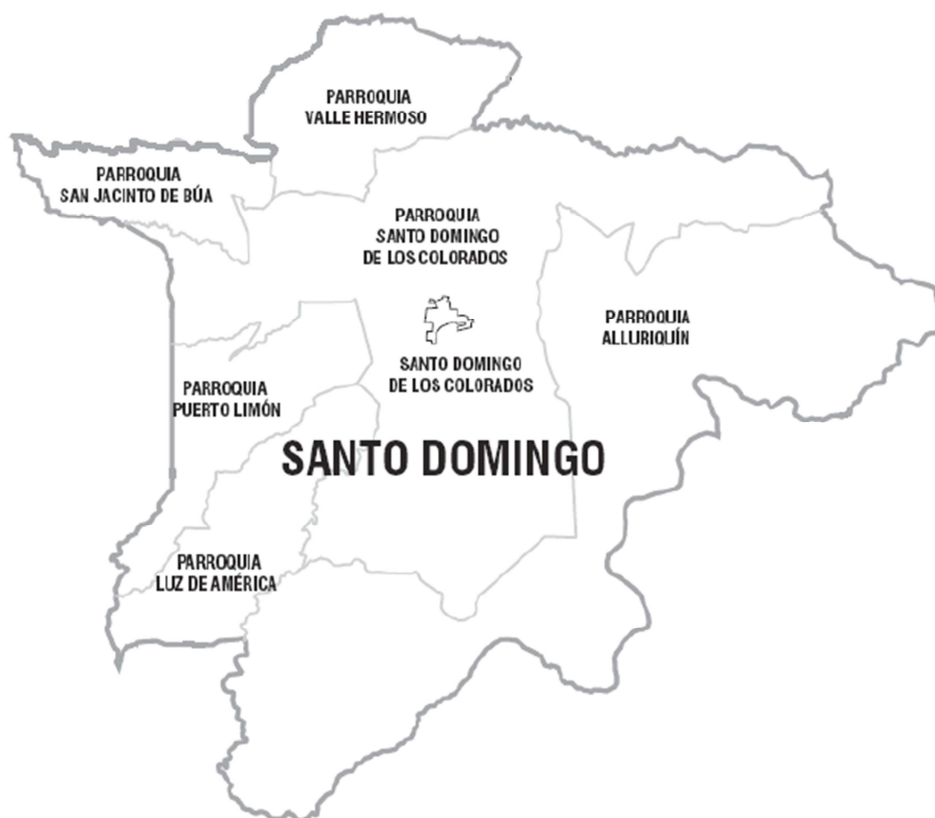 PARROQUIA
VALLE HERMOSO
PARROQUIA
SAN JACINTO DE BÚA
PARROQUIA
SANTO DOMINGO
DE LOS COLORADOS
PARROQUIA
ALLURIQUÍN
SANTO DOMINGO
DE LOS COLORADOS
PARROQUIA
PUERTO LIMÓN
SANTO DOMINGO
PARROQUIA
LUZ DE AMÉRICA